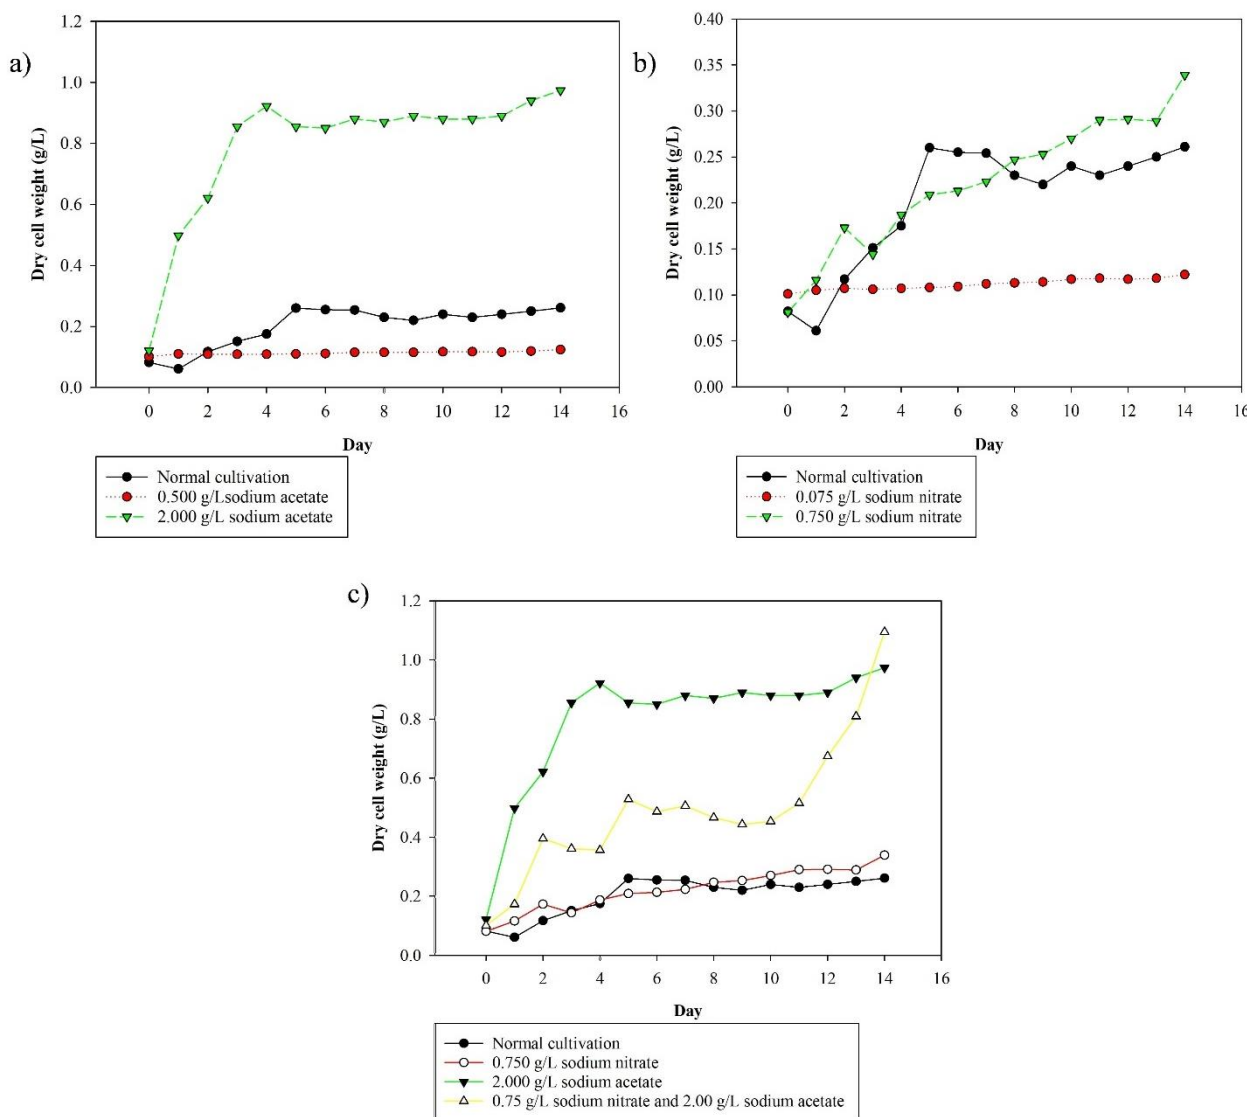 a)
1.2
1.0
0.8
0.6
0.4
0.2
0.0
Dry cell weight (g/L)
0 2 4 6 8 10 12 14 16
Day
Normal cultivation
0.500 g/Lsodium acetate
2.000 g/L sodium acetate
b)
0.40
0.35
0.30
0.25
0.20
0.15
0.10
0.05
0.00
Dry cell weight (g/L)
0 2 4 6 8 10 12 14 16
Day
Normal cultivation
0.075 g/L sodium nitrate
0.750 g/L sodium nitrate
c)
1.2
1.0
0.8
0.6
0.4
0.2
0.0
Dry cell weight (g/L)
0 2 4 6 8 10 12 14 16
Day
Normal cultivation
0.750 g/L sodium nitrate
2.000 g/L sodium acetate
0.75 g/L sodium nitrate and 2.00 g/L sodium acetate